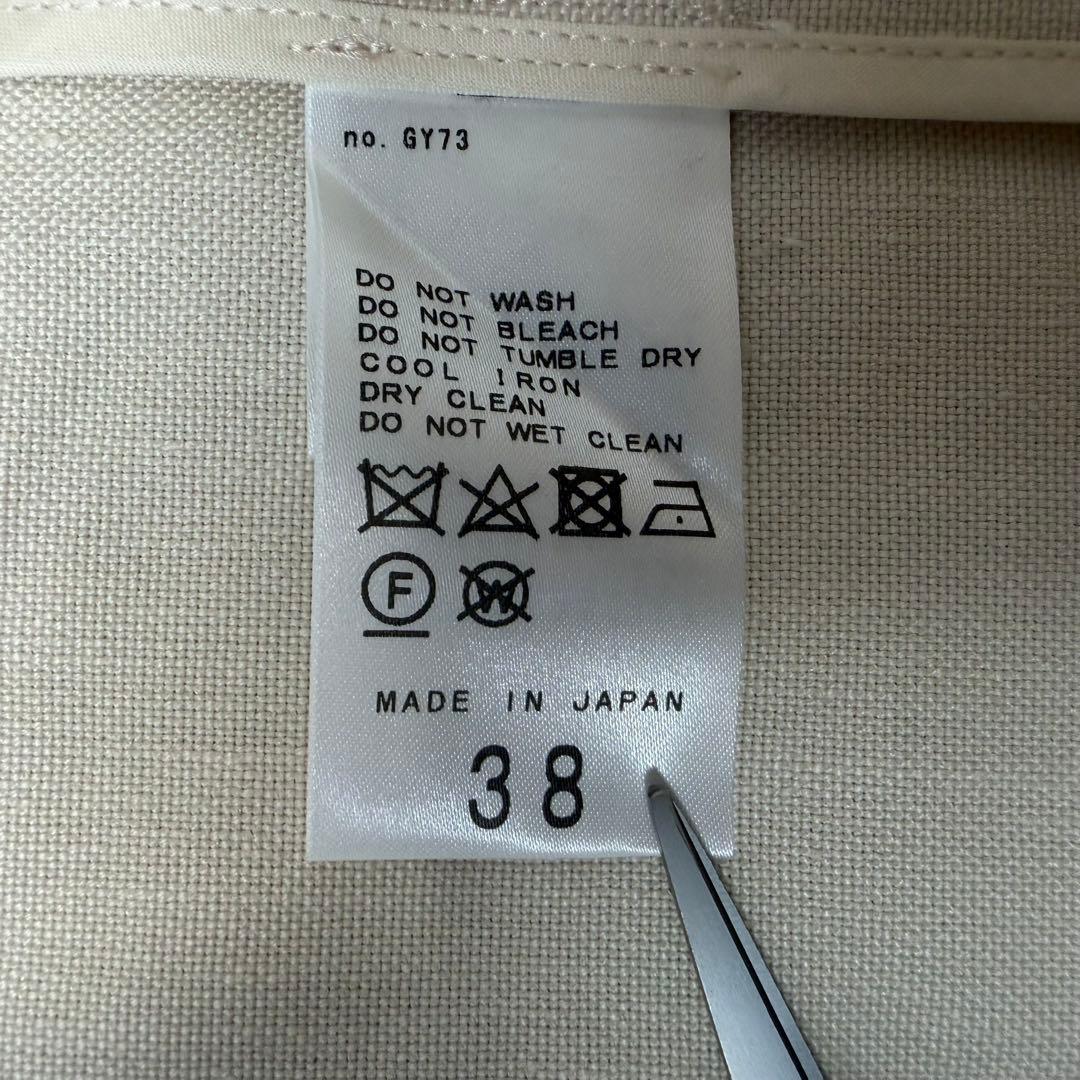 no. GY73
DO NOT WASH
DO NOT BLEACH
DO NOT TUMBLE DRY
COOL IRON
DRY CLEAN
DO NOT WET CLEAN
F W
MADE IN JAPAN
38